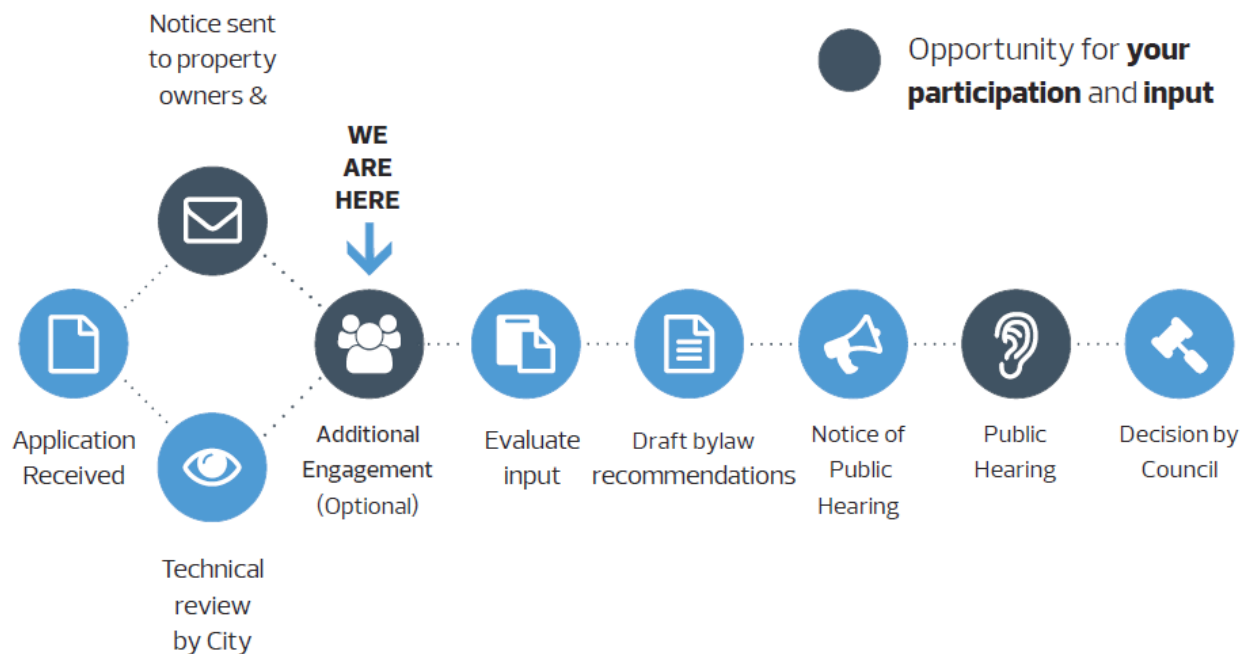 Notice sent
to property
owners &
Opportunity for your
participation and input
WE
ARE
HERE
Application
Received
Technical
review
by City
Additional
Engagement
(Optional)
Evaluate
input
Draft bylaw
recommendations
Notice of
Public
Hearing
Public
Hearing
Decision by
Council